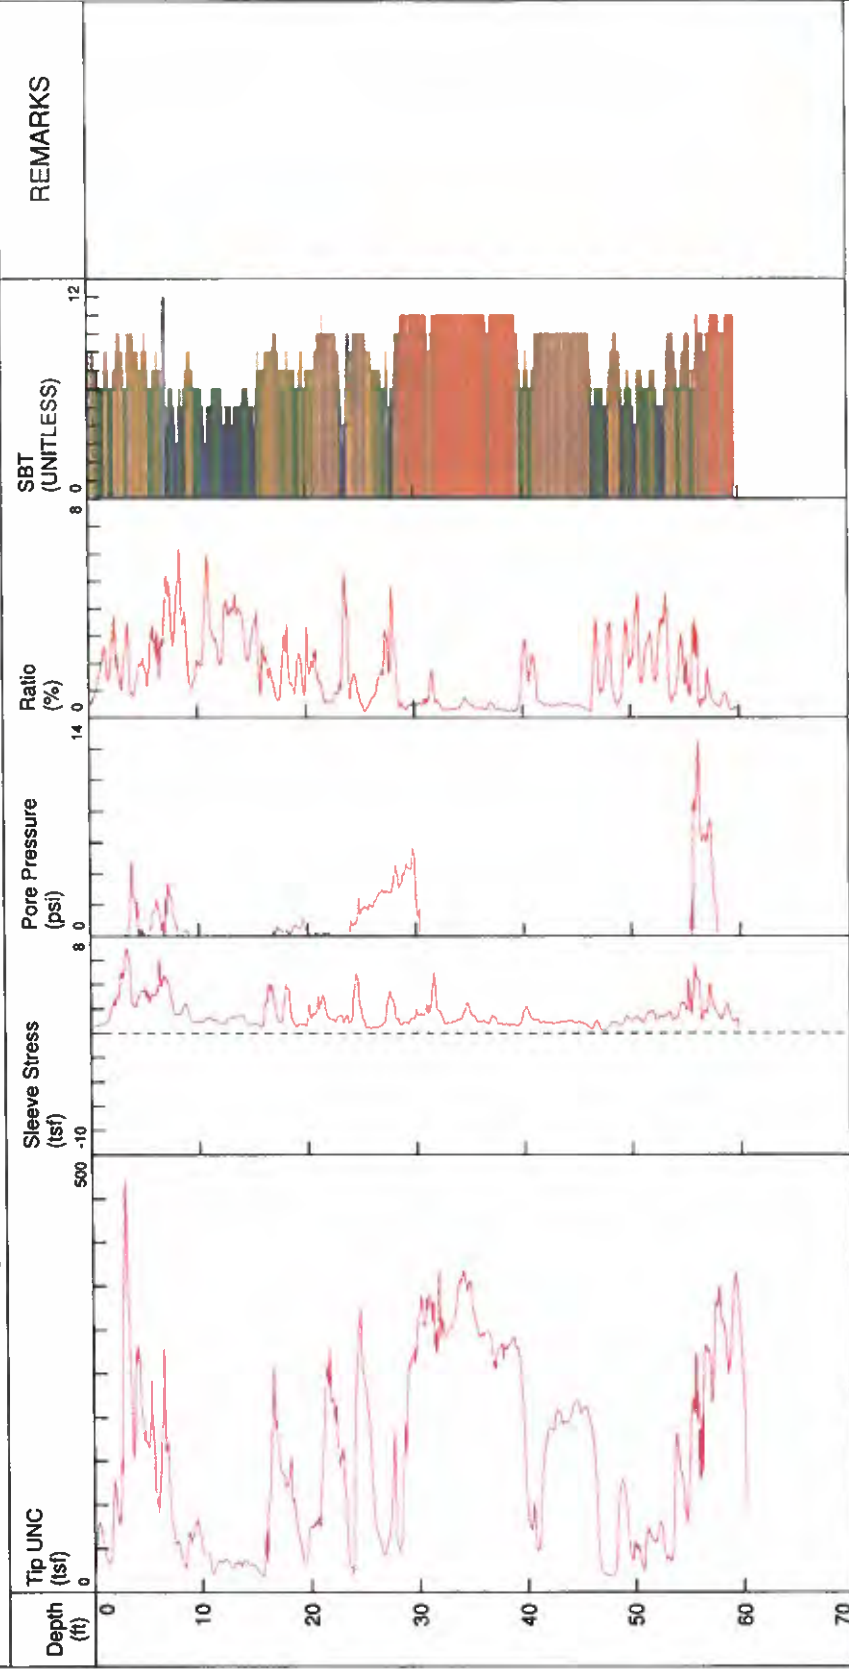 Depth
(ft)
Tip UNC
(tsf)
0 500
Sleeve Stress
(tsf)
-10 8
Pore Pressure
(psi)
0 14
Ratio
(%)
0 8
SBT
(UNITLESS)
0 12
REMARKS
0
10
20
30
40
50
60
70